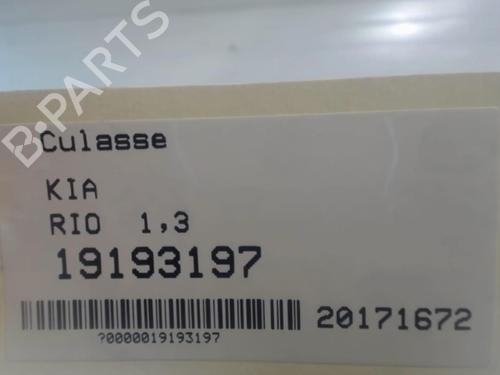 Culasse
KIA
RIO 1,3
19193197
20171672
?0000019193197
B-PARTS